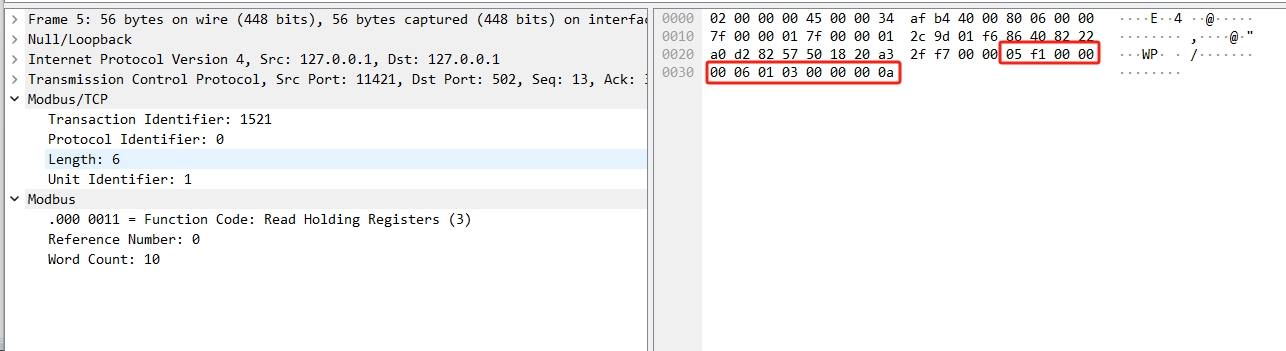 Frame 5: 56 bytes on wire (448 bits), 56 bytes captured (448 bits) on interfa
Null/Loopback
Internet Protocol Version 4, Src: 127.0.0.1, Dst: 127.0.0.1
Transmission Control Protocol, Src Port: 11421, Dst Port: 502, Seq: 13, Ack:
Modbus/TCP
Transaction Identifier: 1521
Protocol Identifier: 0
Length: 6
Unit Identifier: 1
Modbus
.000 0011 = Function Code: Read Holding Registers (3)
Reference Number: 0
Word Count: 10
0000 02 00 00 00 45 00 00 34 af b4 40 00 80 06 00 00 ····E··4 ··@·····
0010 7f 00 00 01 7f 00 00 01 2c 9d 01 f6 86 40 82 22 ········ ,····@·"
0020 a0 d2 82 57 50 18 20 a3 2f f7 00 00 05 f1 00 00 ···WP· · /·······
0030 00 06 01 03 00 00 00 0a ········